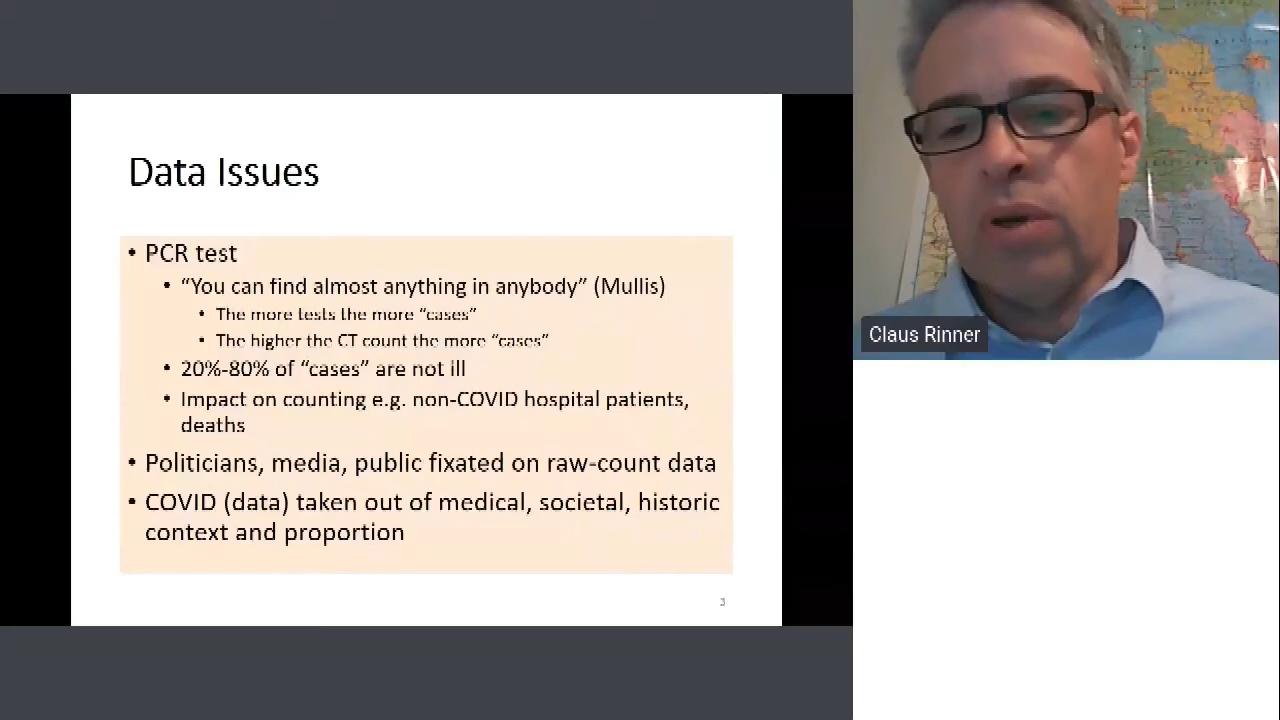 Data Issues
• PCR test
• “You can find almost anything in anybody” (Mullis)
• The more tests the more “cases”
• The higher the CT count the more “cases”
• 20%-80% of “cases” are not ill
• Impact on counting e.g. non-COVID hospital patients,
deaths
• Politicians, media, public fixated on raw-count data
• COVID (data) taken out of medical, societal, historic
context and proportion
3
Claus Rinner